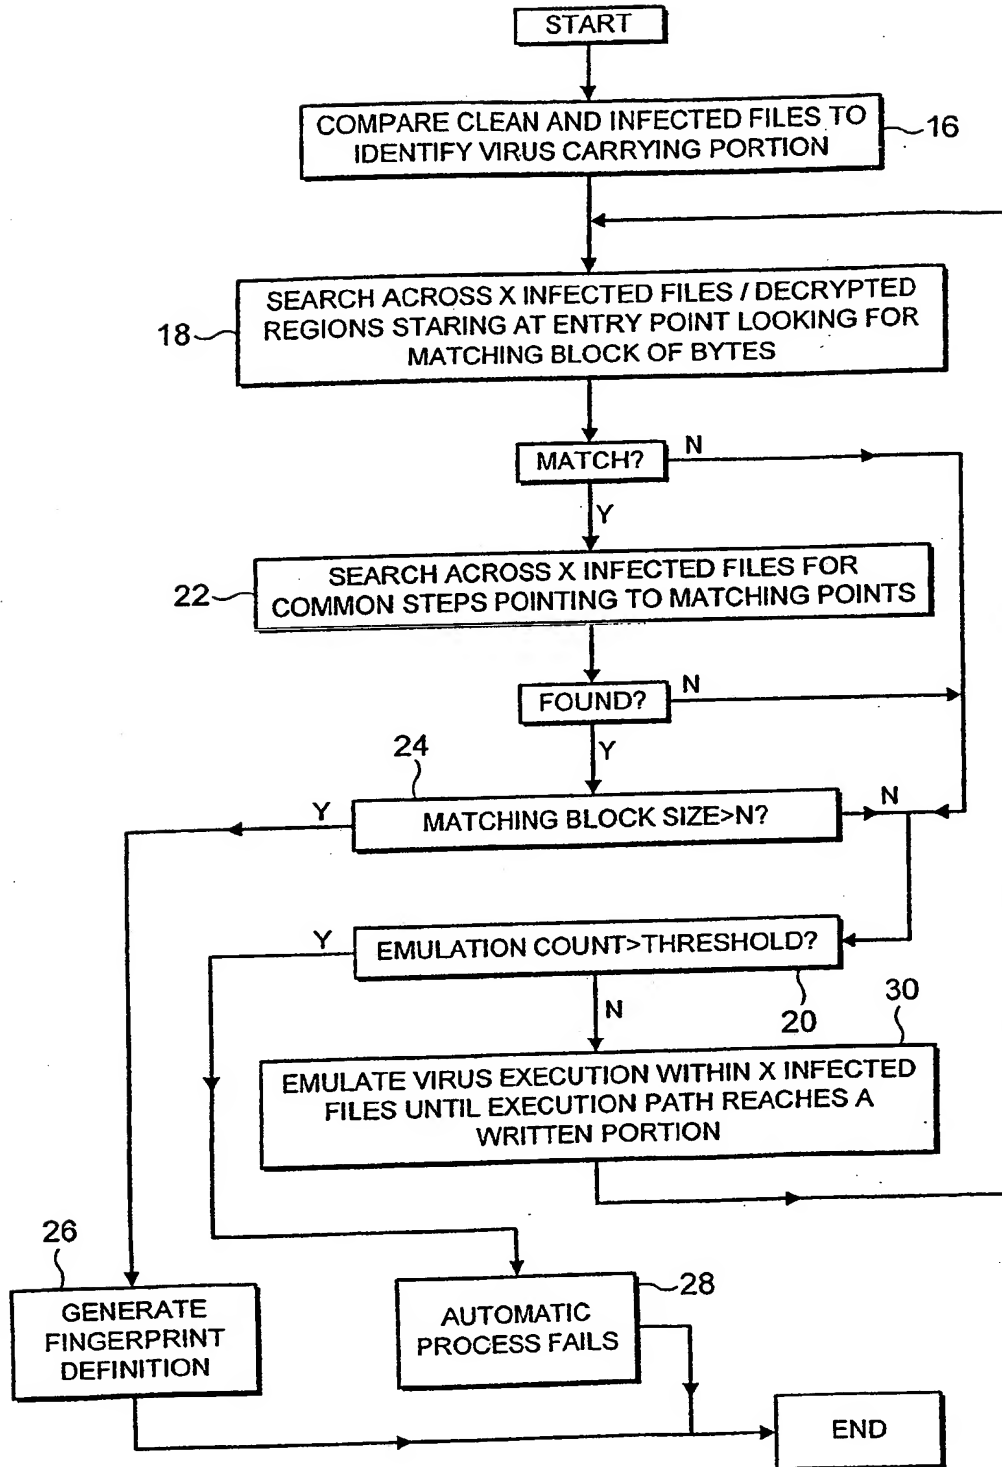 START
COMPARE CLEAN AND INFECTED FILES TO
IDENTIFY VIRUS CARRYING PORTION
16
SEARCH ACROSS X INFECTED FILES / DECRYPTED
REGIONS STARING AT ENTRY POINT LOOKING FOR
MATCHING BLOCK OF BYTES
18
MATCH?
N
Y
SEARCH ACROSS X INFECTED FILES FOR
COMMON STEPS POINTING TO MATCHING POINTS
22
FOUND?
N
Y
24
Y
MATCHING BLOCK SIZE>N?
N
Y
EMULATION COUNT>THRESHOLD?
20
N
30
EMULATE VIRUS EXECUTION WITHIN X INFECTED
FILES UNTIL EXECUTION PATH REACHES A
WRITTEN PORTION
26
GENERATE
FINGERPRINT
DEFINITION
28
AUTOMATIC
PROCESS FAILS
END